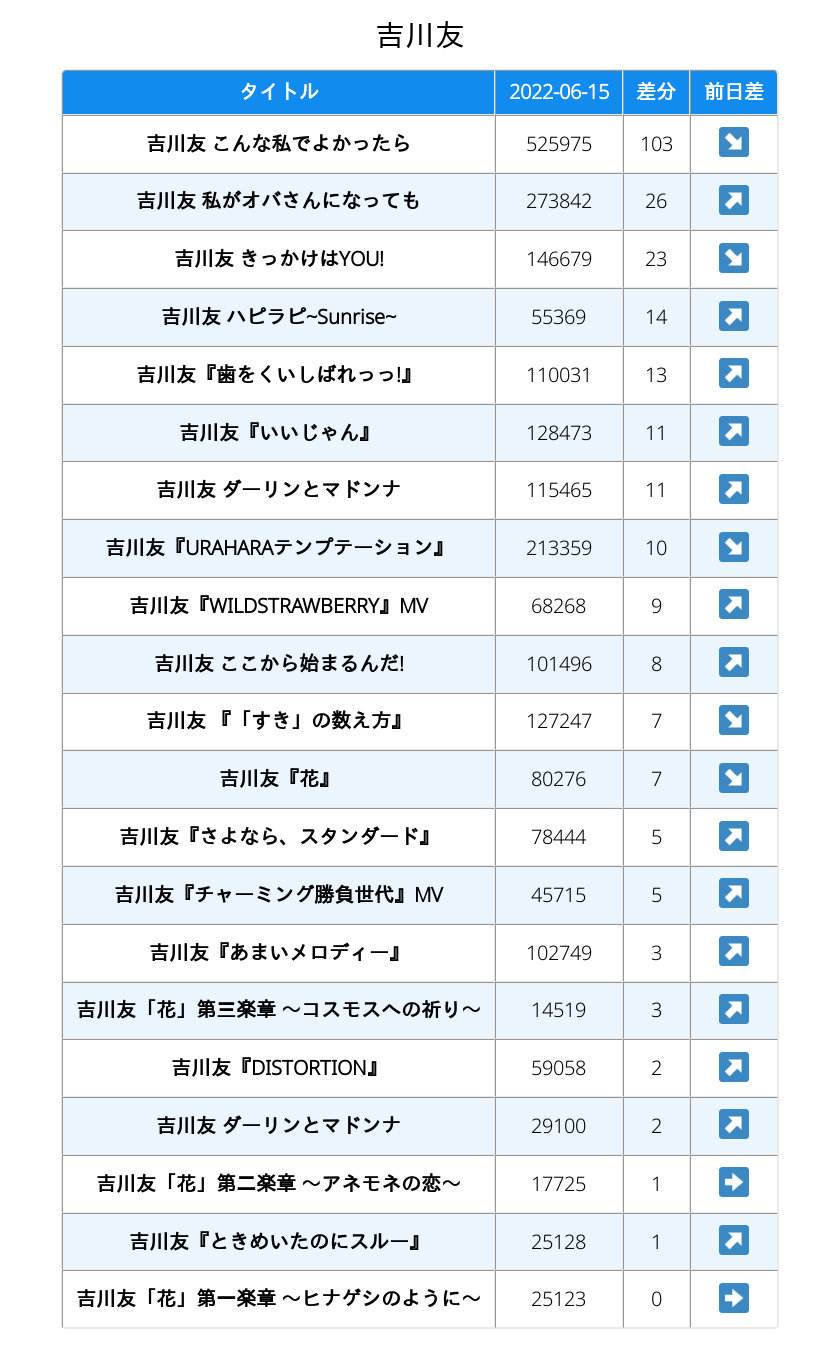 吉川友
タイトル 2022-06-15 差分 前日差
吉川友 こんな私でよかったら 525975 103 ↘
吉川友 私がオバさんになっても 273842 26 ↗
吉川友 きっかけはYOU! 146679 23 ↘
吉川友 ハピラピ~Sunrise~ 55369 14 ↗
吉川友『歯をくいしばれっっ!』 110031 13 ↗
吉川友『いいじゃん』 128473 11 ↗
吉川友 ダーリンとマドンナ 115465 11 ↗
吉川友『URAHARAテンプテーション』 213359 10 ↘
吉川友『WILDSTRAWBERRY』MV 68268 9 ↗
吉川友 ここから始まるんだ! 101496 8 ↗
吉川友 『「すき」の数え方』 127247 7 ↘
吉川友『花』 80276 7 ↘
吉川友『さよなら、スタンダード』 78444 5 ↗
吉川友『チャーミング勝負世代』MV 45715 5 ↗
吉川友『あまいメロディー』 102749 3 ↗
吉川友「花」第三楽章 〜コスモスへの祈り〜 14519 3 ↗
吉川友『DISTORTION』 59058 2 ↗
吉川友 ダーリンとマドンナ 29100 2 ↗
吉川友「花」第二楽章 〜アネモネの恋〜 17725 1 →
吉川友『ときめいたのにスルー』 25128 1 ↗
吉川友「花」第一楽章 〜ヒナゲシのように〜 25123 0 →